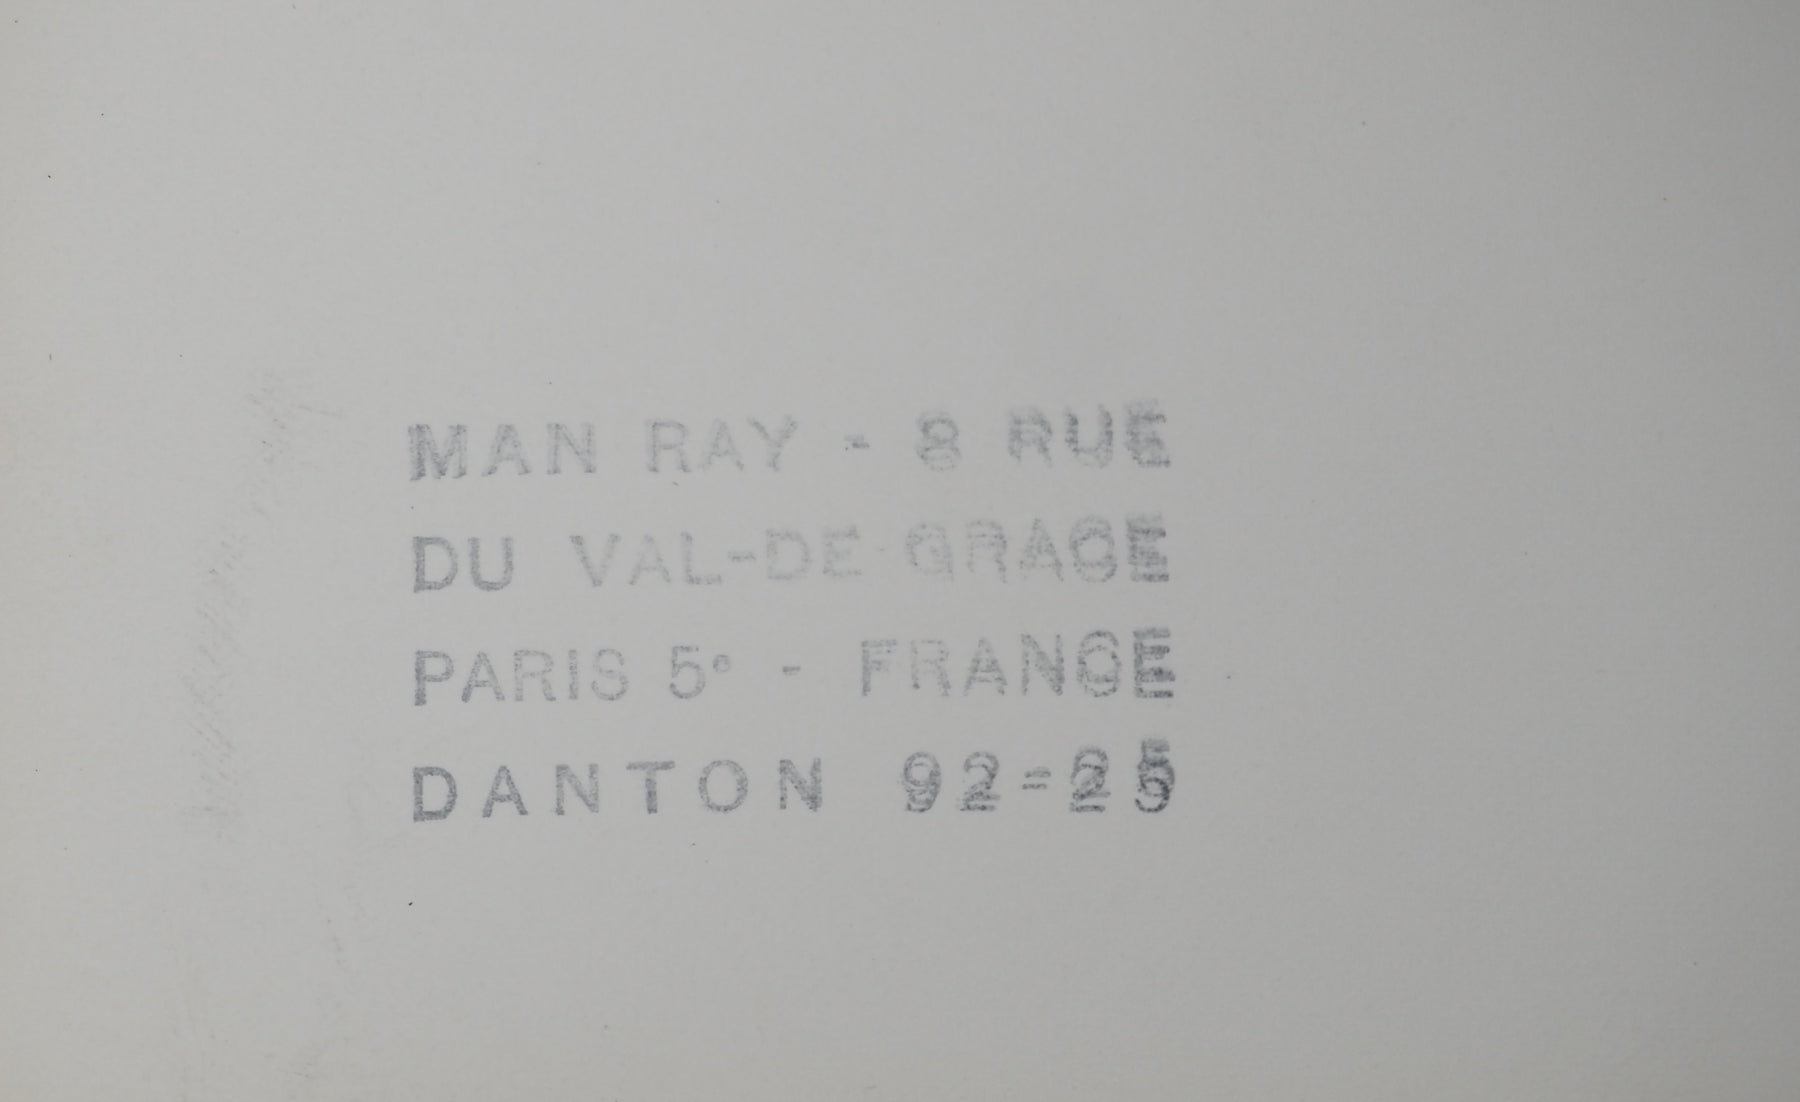 MAN RAY - 8 RUE
DU VAL-DE-GRACE
PARIS 5e - FRANCE
DANTON 92-25